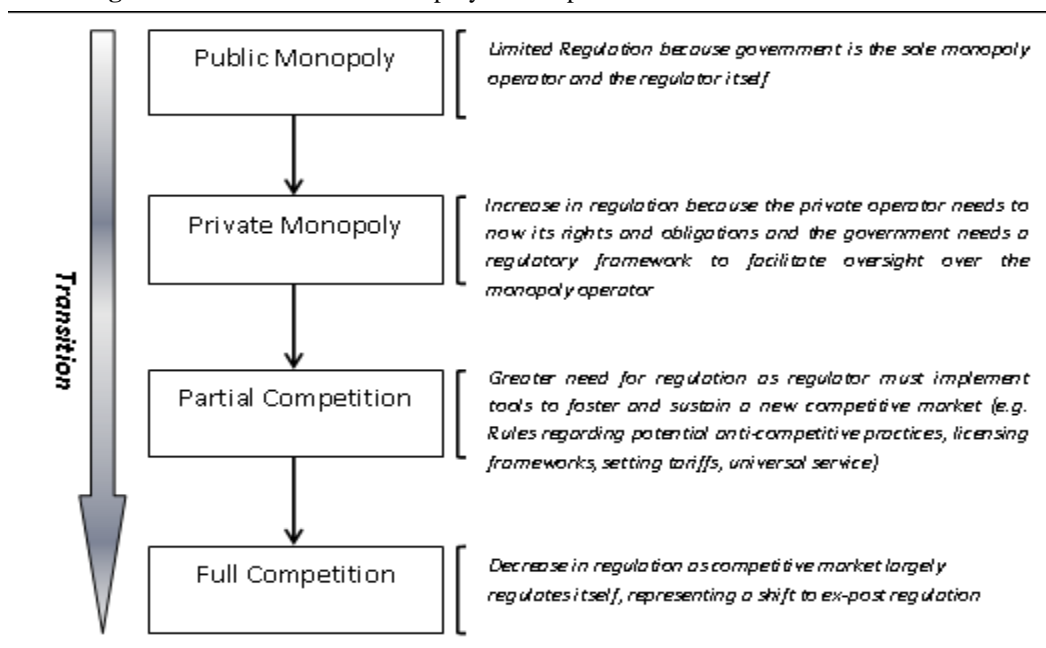 Transition
Public Monopoly
Limited Regulation because government is the sole monopoly
operator and the regulator itself
Private Monopoly
Increase in regulation because the private operator needs to
now its rights and obligations and the government needs a
regulatory framework to facilitate oversight over the
monopoly operator
Partial Competition
Greater need for regulation as regulator must implement
tools to foster and sustain a new competitive market (e.g.
Rules regarding potential anti-competitive practices, licensing
frameworks, setting tariffs, universal service)
Full Competition
Decrease in regulation as competitive market largely
regulates itself, representing a shift to ex-post regulation